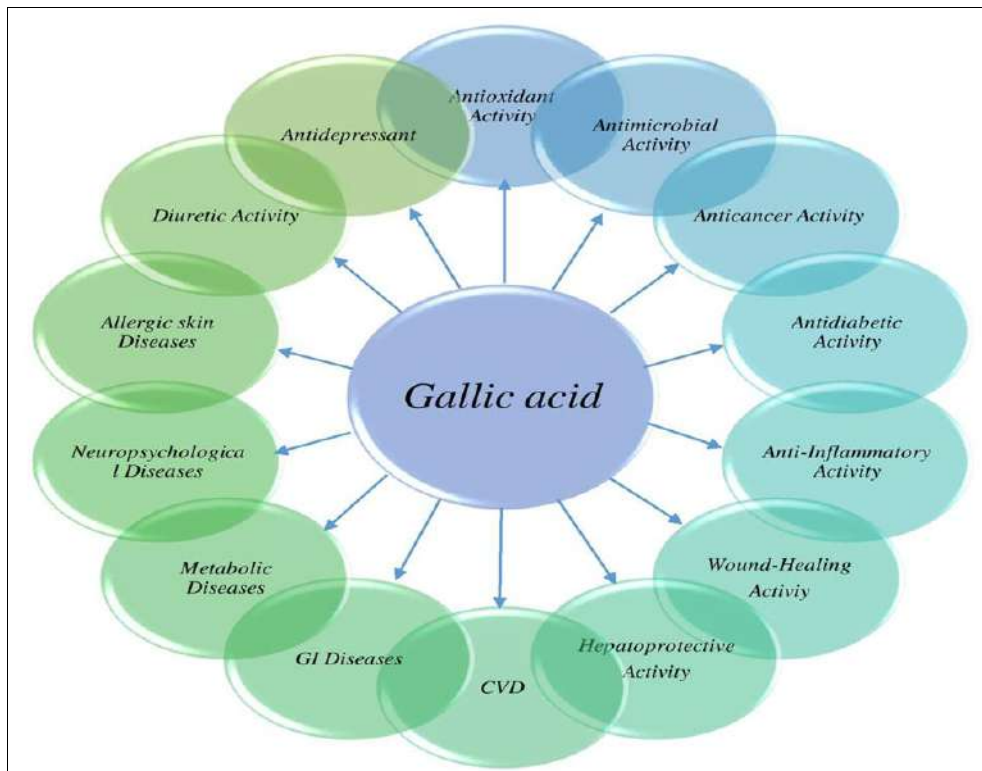 Antioxidant
Activity
Antimicrobial
Activity
Anticancer Activity
Antidiabetic
Activity
Anti-Inflammatory
Activity
Wound-Healing
Activiy
Hepatoprotective
Activity
CVD
GI Diseases
Metabolic
Diseases
Neuropsychologica
l Diseases
Allergic skin
Diseases
Diuretic Activity
Antidepressant
Gallic acid